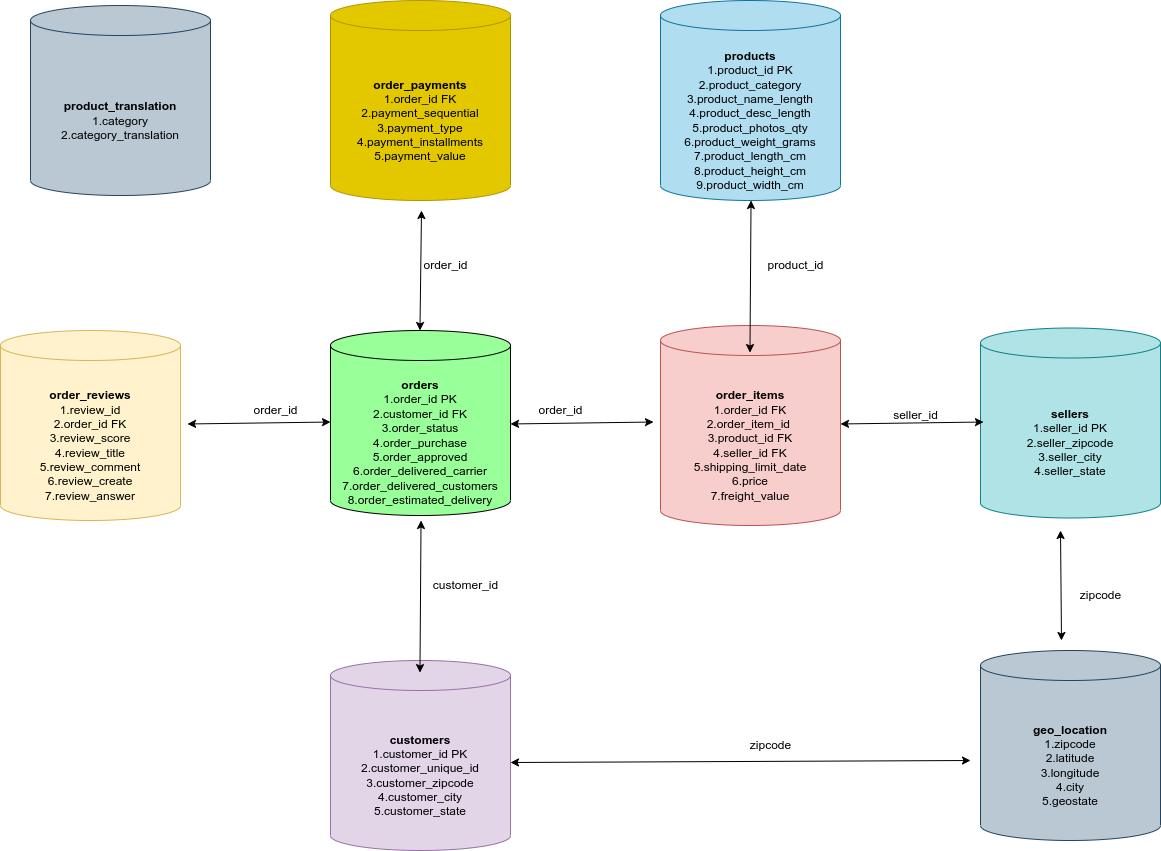 product_translation
1.category
2.category_translation
order_payments
1.order_id FK
2.payment_sequential
3.payment_type
4.payment_installments
5.payment_value
products
1.product_id PK
2.product_category
3.product_name_length
4.product_desc_length
5.product_photos_qty
6.product_weight_grams
7.product_length_cm
8.product_height_cm
9.product_width_cm
order_id
product_id
order_reviews
1.review_id
2.order_id FK
3.review_score
4.review_title
5.review_comment
6.review_create
7.review_answer
order_id
orders
1.order_id PK
2.customer_id FK
3.order_status
4.order_purchase
5.order_approved
6.order_delivered_carrier
7.order_delivered_customers
8.order_estimated_delivery
order_id
order_items
1.order_id FK
2.order_item_id
3.product_id FK
4.seller_id FK
5.shipping_limit_date
6.price
7.freight_value
seller_id
sellers
1.seller_id PK
2.seller_zipcode
3.seller_city
4.seller_state
customer_id
zipcode
customers
1.customer_id PK
2.customer_unique_id
3.customer_zipcode
4.customer_city
5.customer_state
zipcode
geo_location
1.zipcode
2.latitude
3.longitude
4.city
5.geostate